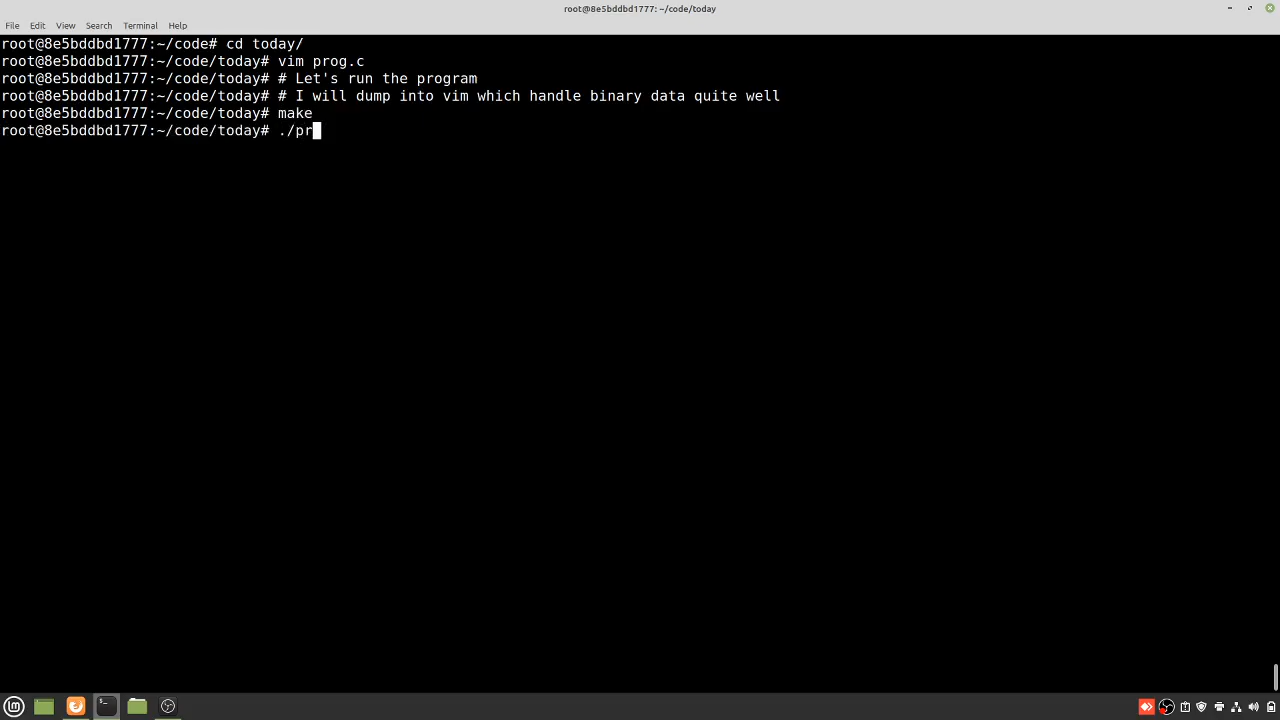 root@8e5bddbd1777: ~/code/today
File Edit View Search Terminal Help
root@8e5bddbd1777:~/code# cd today/
root@8e5bddbd1777:~/code/today# vim prog.c
root@8e5bddbd1777:~/code/today# # Let's run the program
root@8e5bddbd1777:~/code/today# # I will dump into vim which handle binary data quite well
root@8e5bddbd1777:~/code/today# make
root@8e5bddbd1777:~/code/today# ./pr